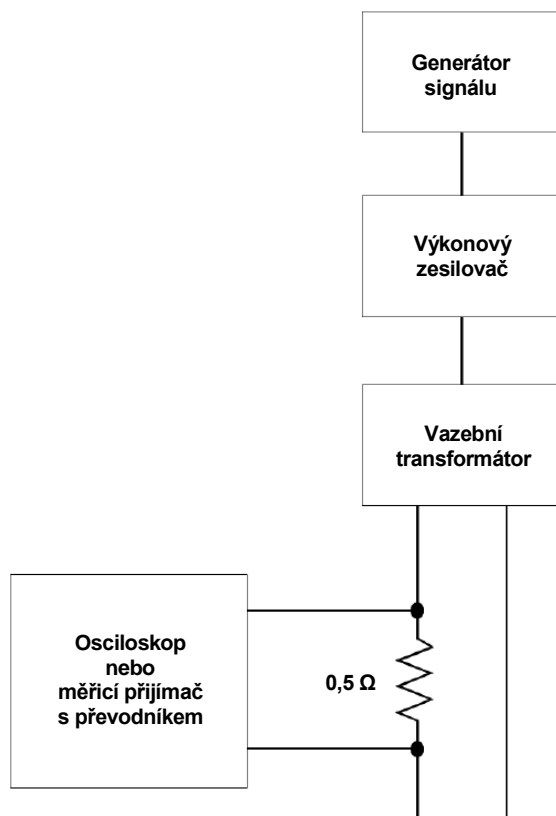 Generátor
signálu
Výkonový
zesilovač
Vazební
transformátor
Osciloskop
nebo
měřicí přijímač
s převodníkem
0,5 Ω